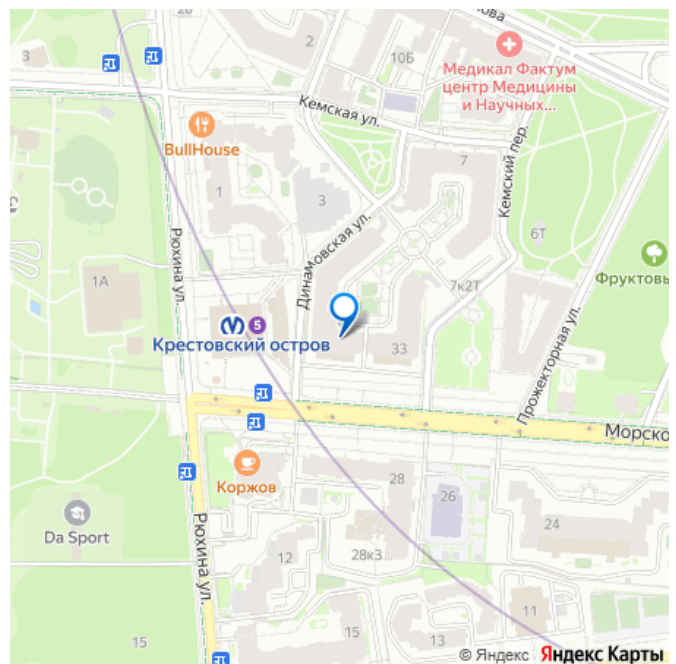 нова
3
2
10Б
Медикал Фактум
центр Медицины
и Научных...
Кемская ул.
BullHouse
7
Кемский пер.
1
3
Динамовская ул.
6Т
Рюхина ул.
1А
7к2Т
Фруктовы
5
Крестовский остров
33
Прожекторная ул.
Морско
Коржов
28
26
Da Sport
Рюхина ул.
24
28к3
12
11
15
15
13
© Яндекс Яндекс Карты